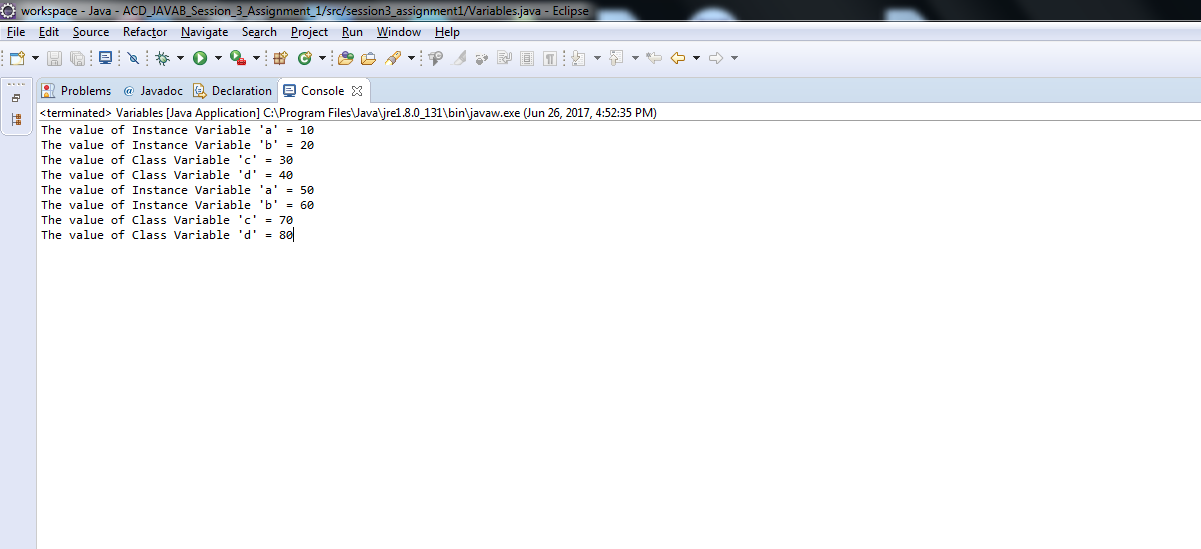 workspace - Java - ACD_JAVAB_Session_3_Assignment_1/src/session3_assignment1/Variables.java - Eclipse
File Edit Source Refactor Navigate Search Project Run Window Help
Problems @ Javadoc Declaration Console
<terminated> Variables [Java Application] C:\Program Files\Java\jre1.8.0_131\bin\javaw.exe (Jun 26, 2017, 4:52:35 PM)
The value of Instance Variable 'a' = 10
The value of Instance Variable 'b' = 20
The value of Class Variable 'c' = 30
The value of Class Variable 'd' = 40
The value of Instance Variable 'a' = 50
The value of Instance Variable 'b' = 60
The value of Class Variable 'c' = 70
The value of Class Variable 'd' = 80